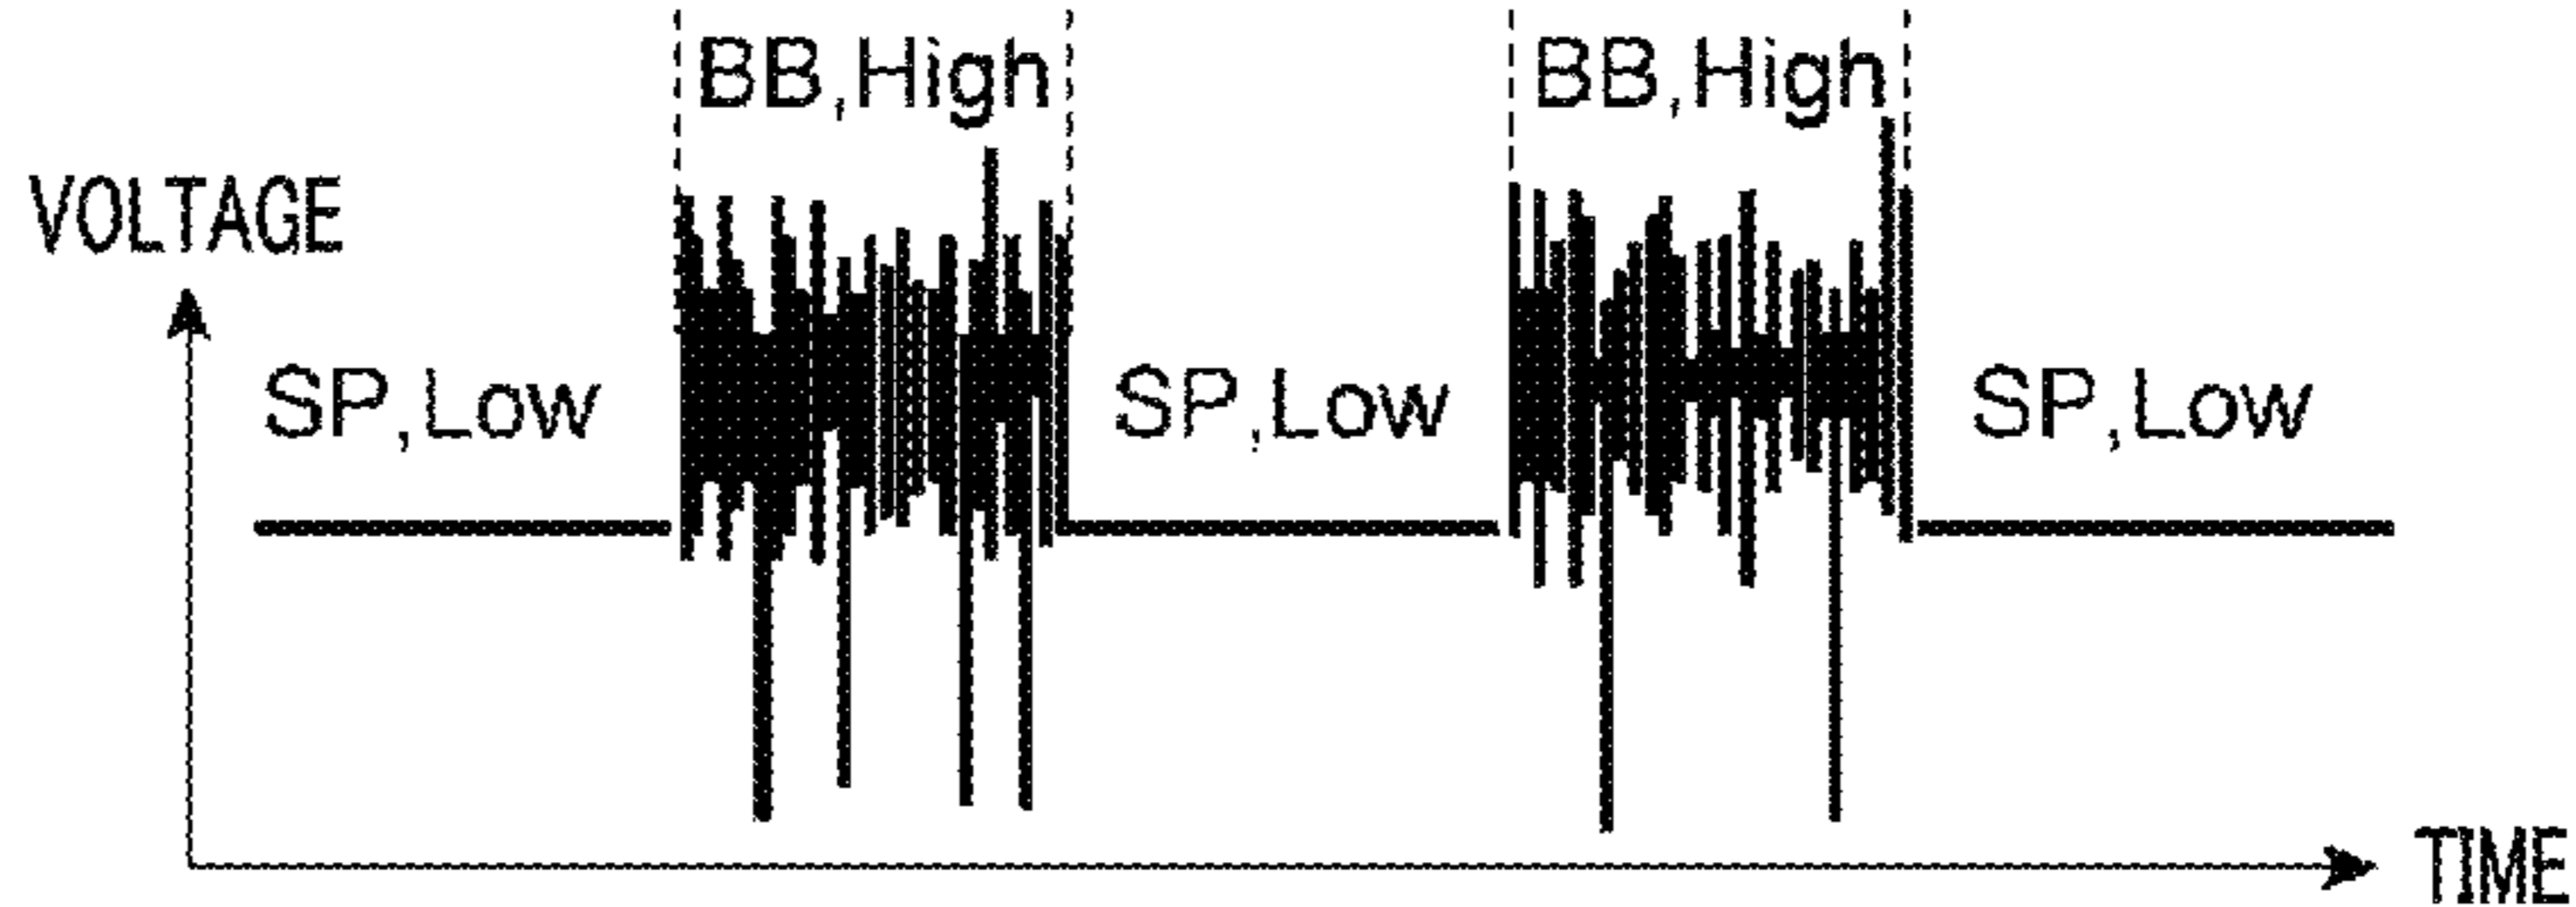 BB,High
BB,High
VOLTAGE
SP,Low
SP,Low
SP,Low
TIME